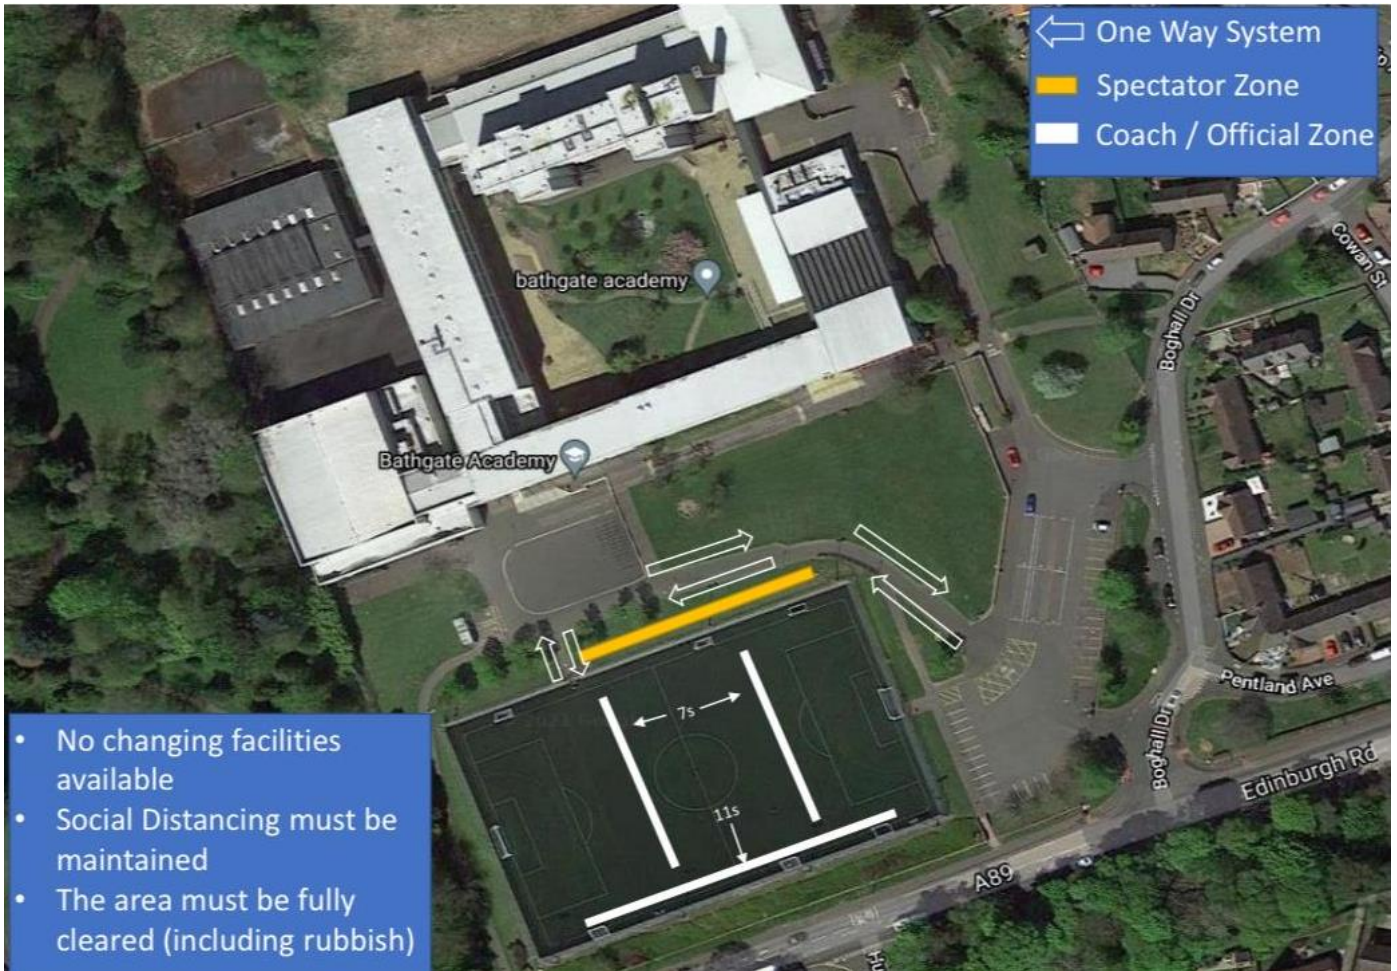 One Way System
Spectator Zone
Coach / Official Zone
Cowan St
bathgate academy
Boghall Dr
Bathgate Academy
Pentland Ave
7s
Boghall Dr
Edinburgh Rd
11s
A89
• No changing facilities
available
• Social Distancing must be
maintained
• The area must be fully
cleared (including rubbish)